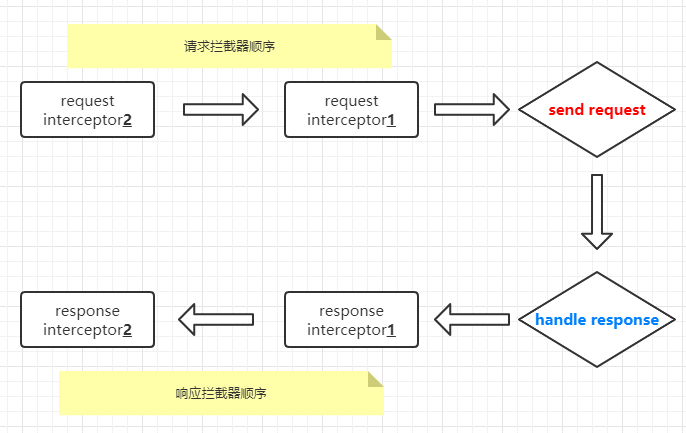 请求拦截器顺序
request
interceptor2
request
interceptor1
send request
response
interceptor2
response
interceptor1
handle response
响应拦截器顺序